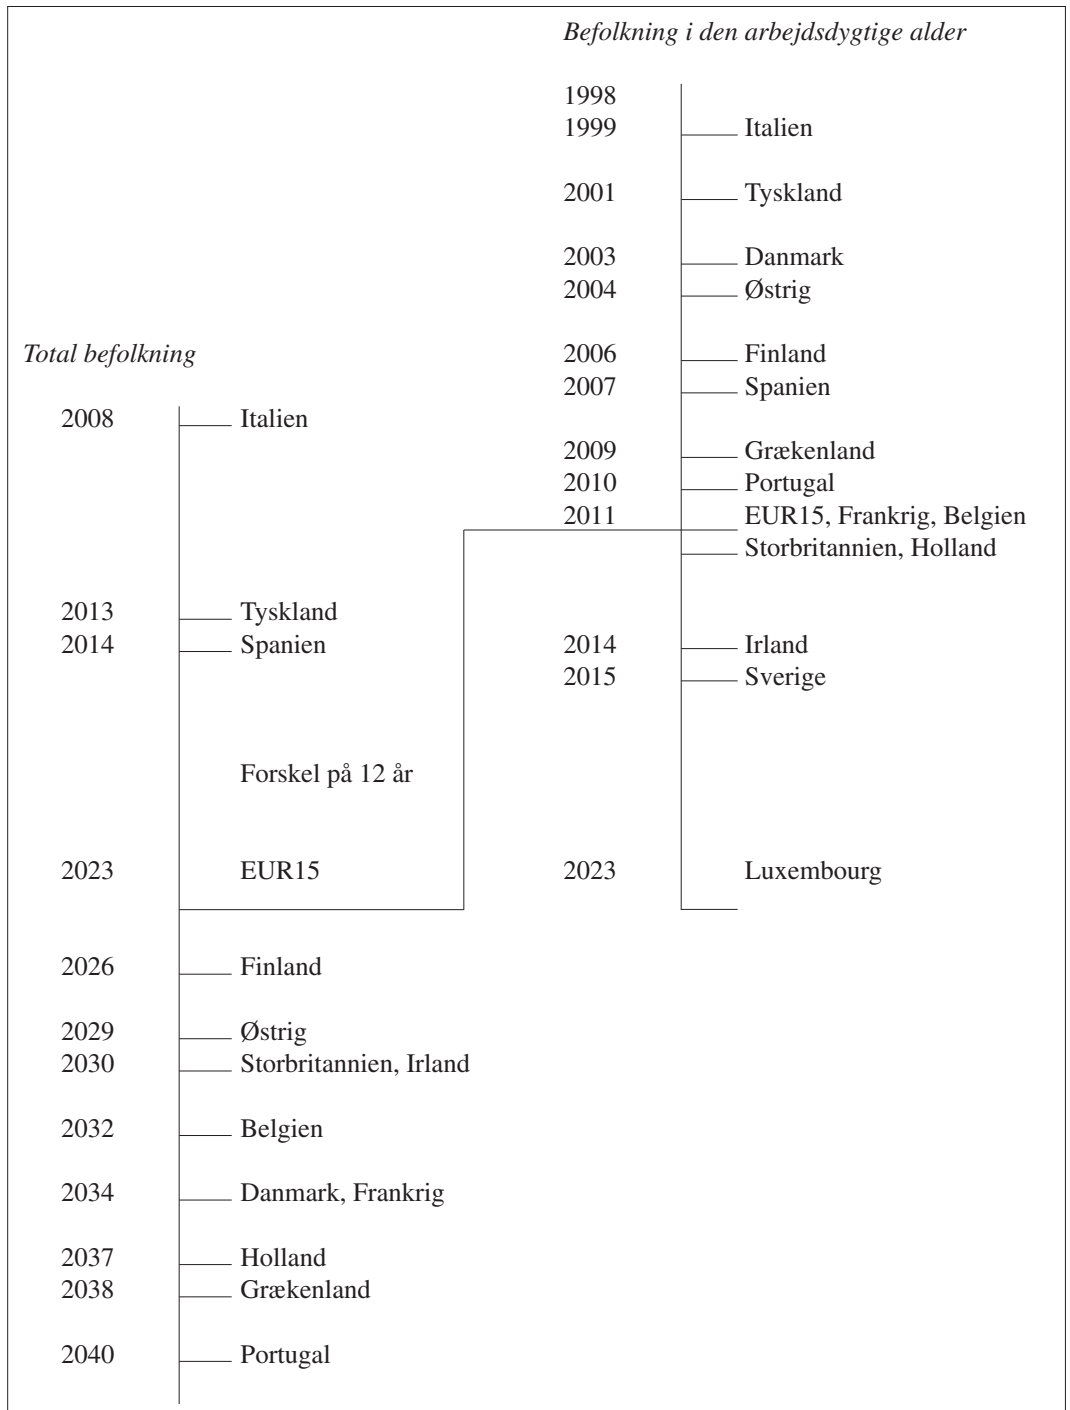 Befolkning i den arbejdsdygtige alder
1998
1999 Italien
2001 Tyskland
2003 Danmark
2004 Østrig
2006 Finland
2007 Spanien
2009 Grækenland
2010 Portugal
2011 EUR15, Frankrig, Belgien
Storbritannien, Holland
2014 Irland
2015 Sverige
2023 Luxembourg
Total befolkning
2008 Italien
2013 Tyskland
2014 Spanien
Forskel på 12 år
2023 EUR15
2026 Finland
2029 Østrig
2030 Storbritannien, Irland
2032 Belgien
2034 Danmark, Frankrig
2037 Holland
2038 Grækenland
2040 Portugal